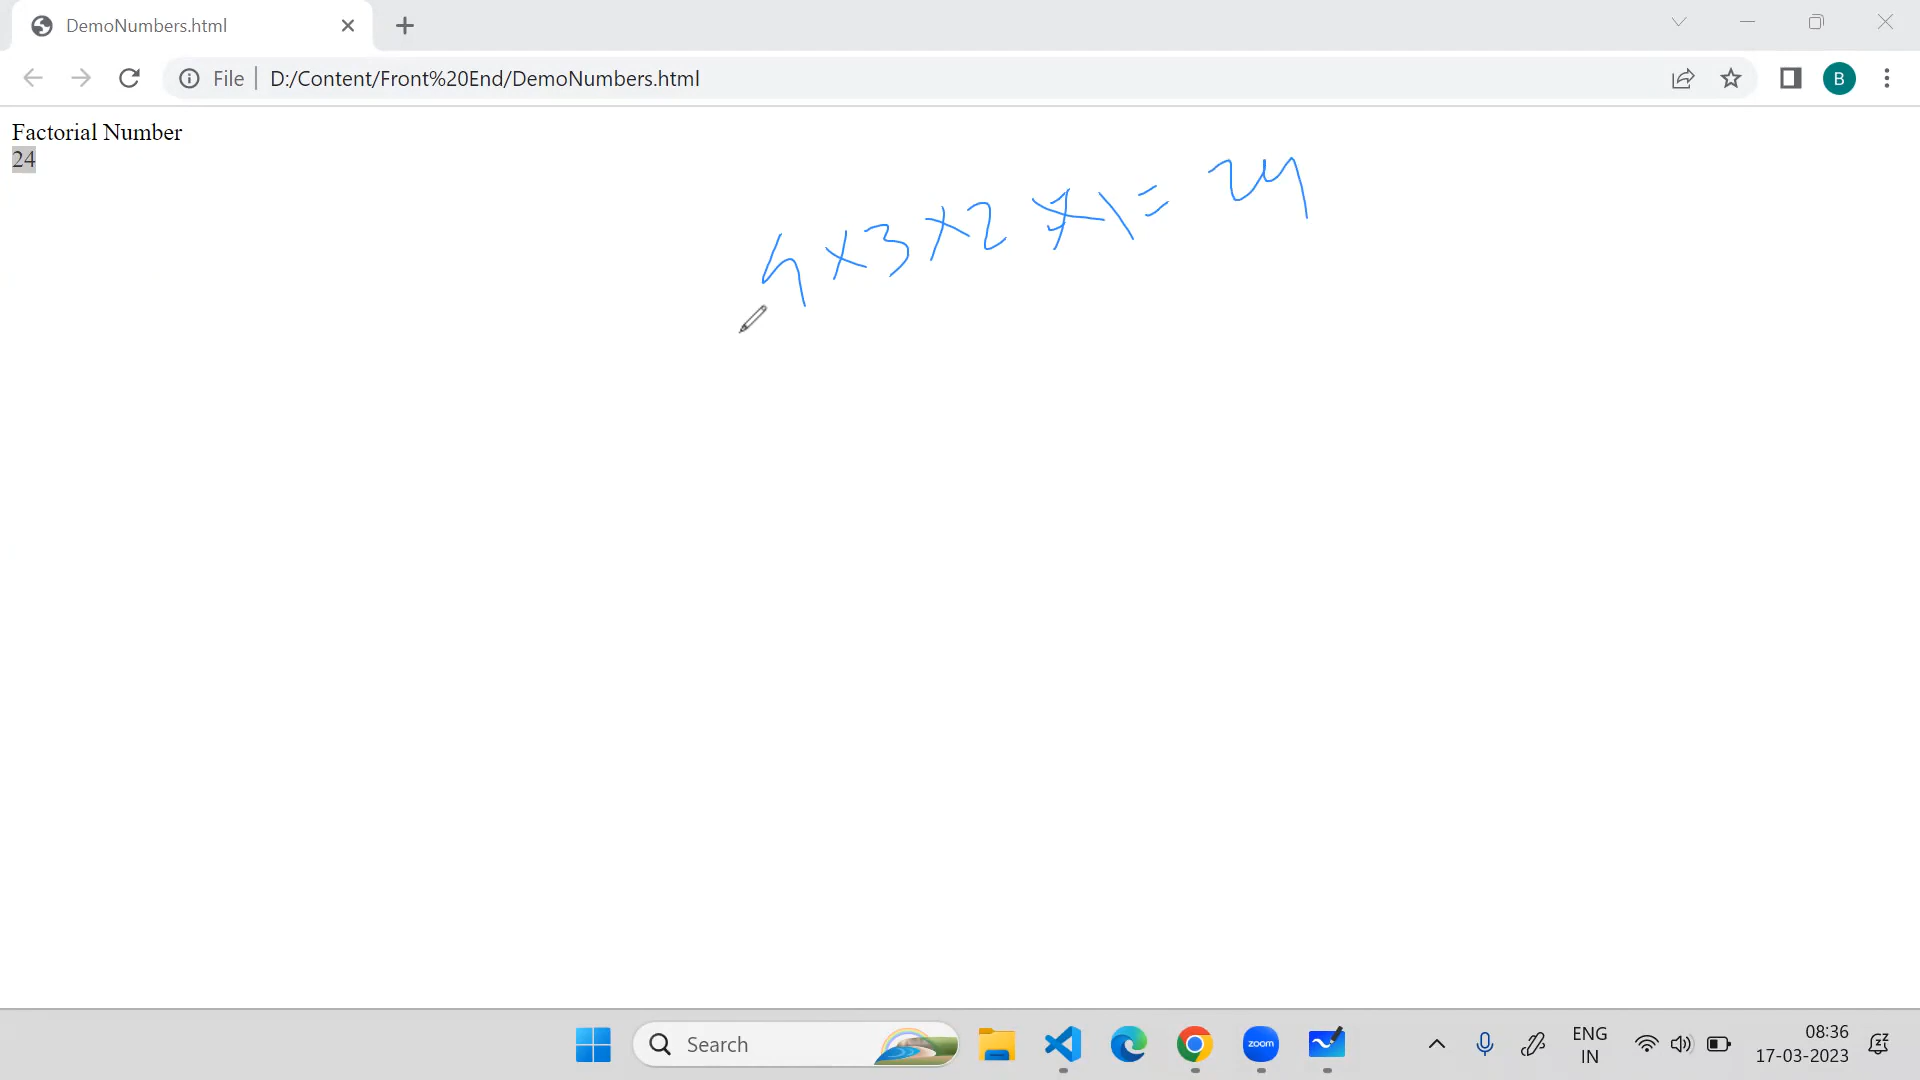 DemoNumbers.html
File
D:/Content/Front%20End/DemoNumbers.html
B
Factorial Number
24
4 × 3 × 2 × 1 = 24
Search
zoom
ENG
IN
08:36
17-03-2023